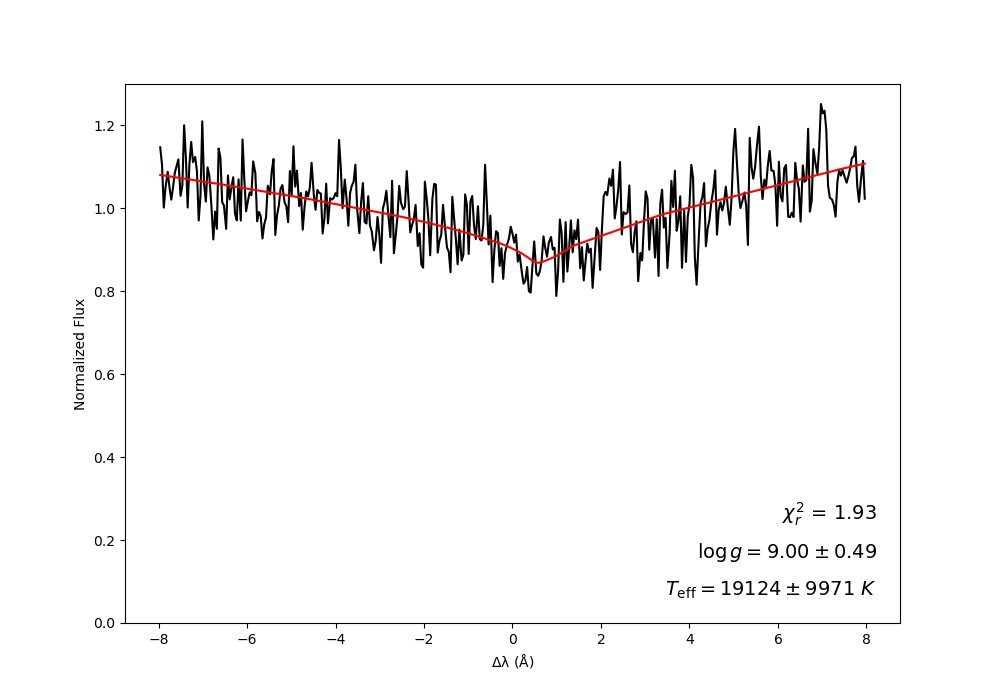 1.2
1.0
0.8
0.6
0.4
0.2
0.0
Normalized Flux
χ²ᵣ = 1.93
log g = 9.00 ± 0.49
T_eff = 19124 ± 9971 K
−8 −6 −4 −2 0 2 4 6 8
Δλ (Å)